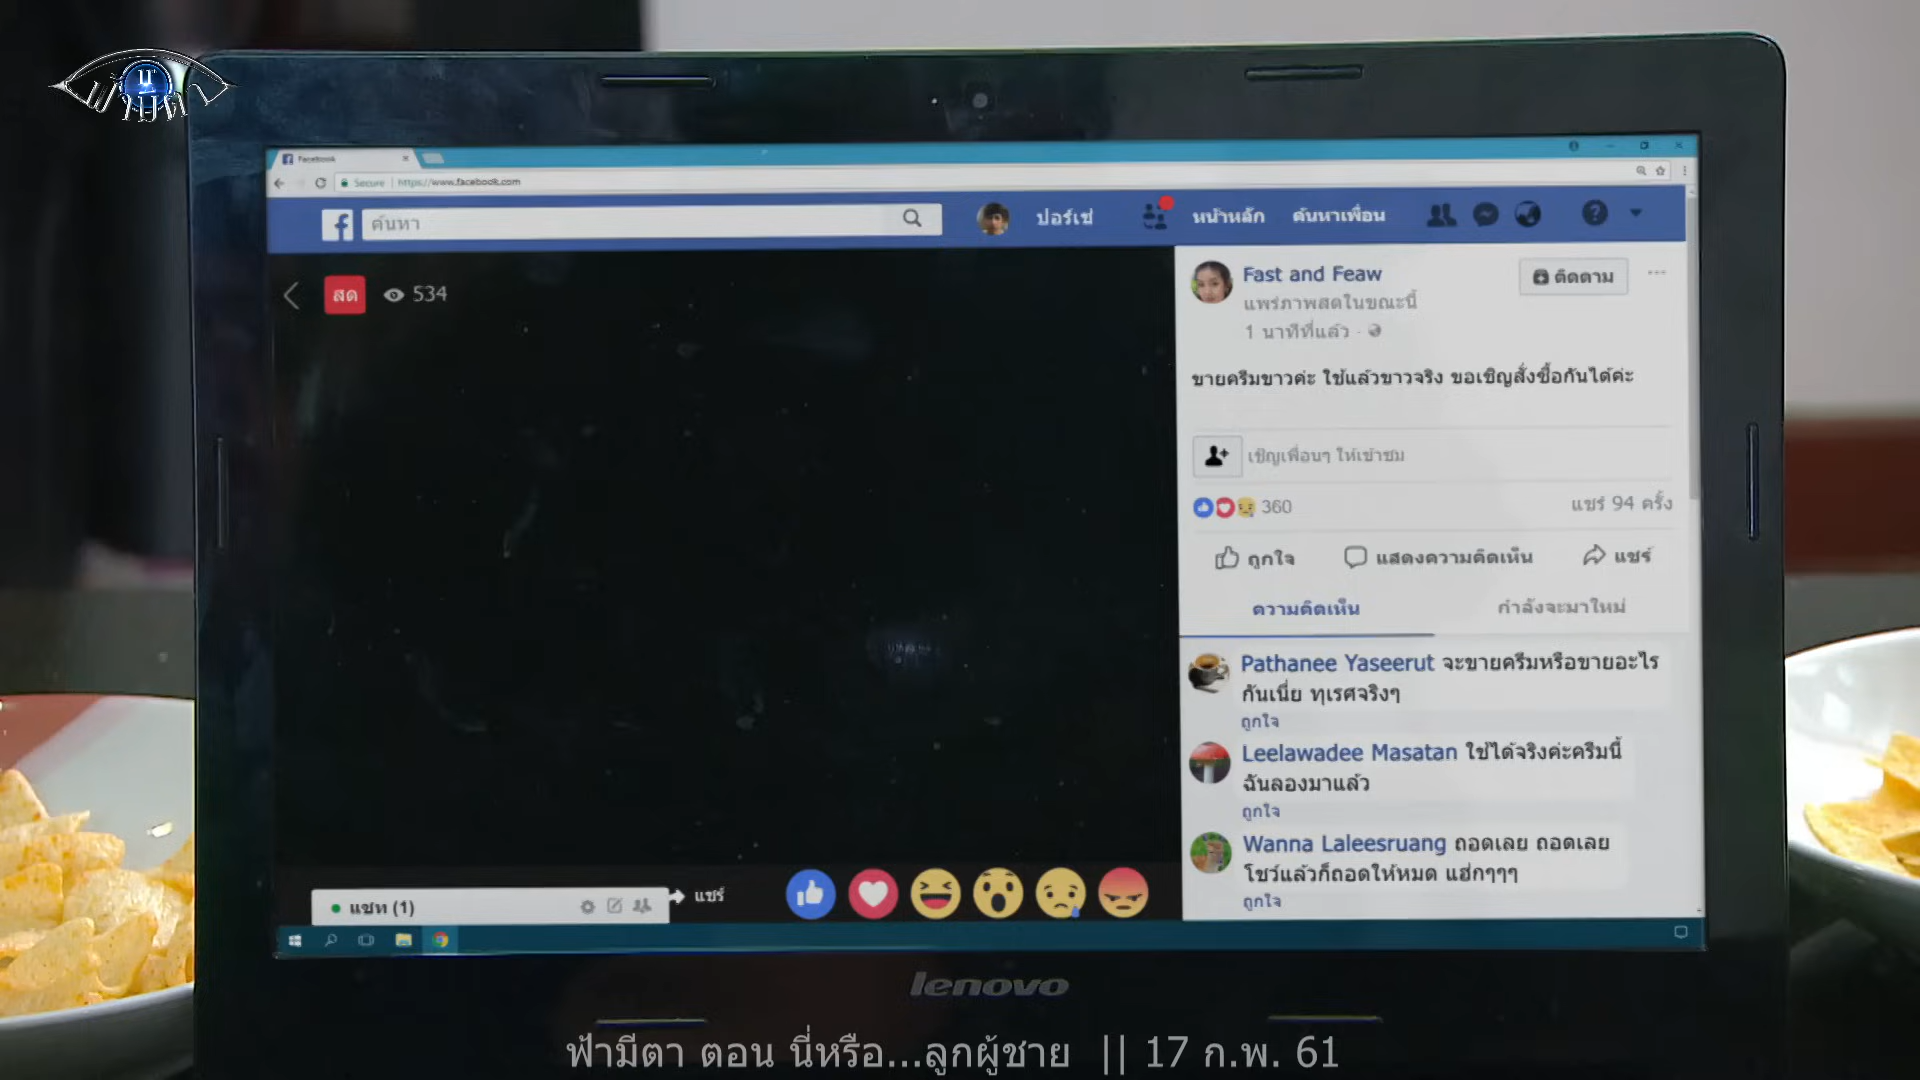 ฟ้ามีตา
Facebook
Secure | https://www.facebook.com
f ค้นหา
ปอร์เช่ หน้าหลัก ค้นหาเพื่อน
สด 534
Fast and Feaw
ติดตาม
แพร่ภาพสดในขณะนี้
1 นาทีที่แล้ว ·
ขายครีมขาวค่ะ ใช้แล้วขาวจริง ขอเชิญสั่งซื้อกันได้ค่ะ
เชิญเพื่อนๆ ให้เข้าชม
360 แชร์ 94 ครั้ง
ถูกใจ แสดงความคิดเห็น แชร์
ความคิดเห็น กำลังจะมาใหม่
Pathanee Yaseerut จะขายครีมหรือขายอะไร
กันเนี่ย ทุเรศจริงๆ
ถูกใจ
Leelawadee Masatan ใช้ได้จริงค่ะครีมนี้
ฉันลองมาแล้ว
ถูกใจ
Wanna Laleesruang ถอดเลย ถอดเลย
โชว์แล้วก็ถอดให้หมด แฮ่กๆๆๆ
ถูกใจ
แชท (1)
แชร์
lenovo
ฟ้ามีตา ตอน นี่หรือ...ลูกผู้ชาย || 17 ก.พ. 61